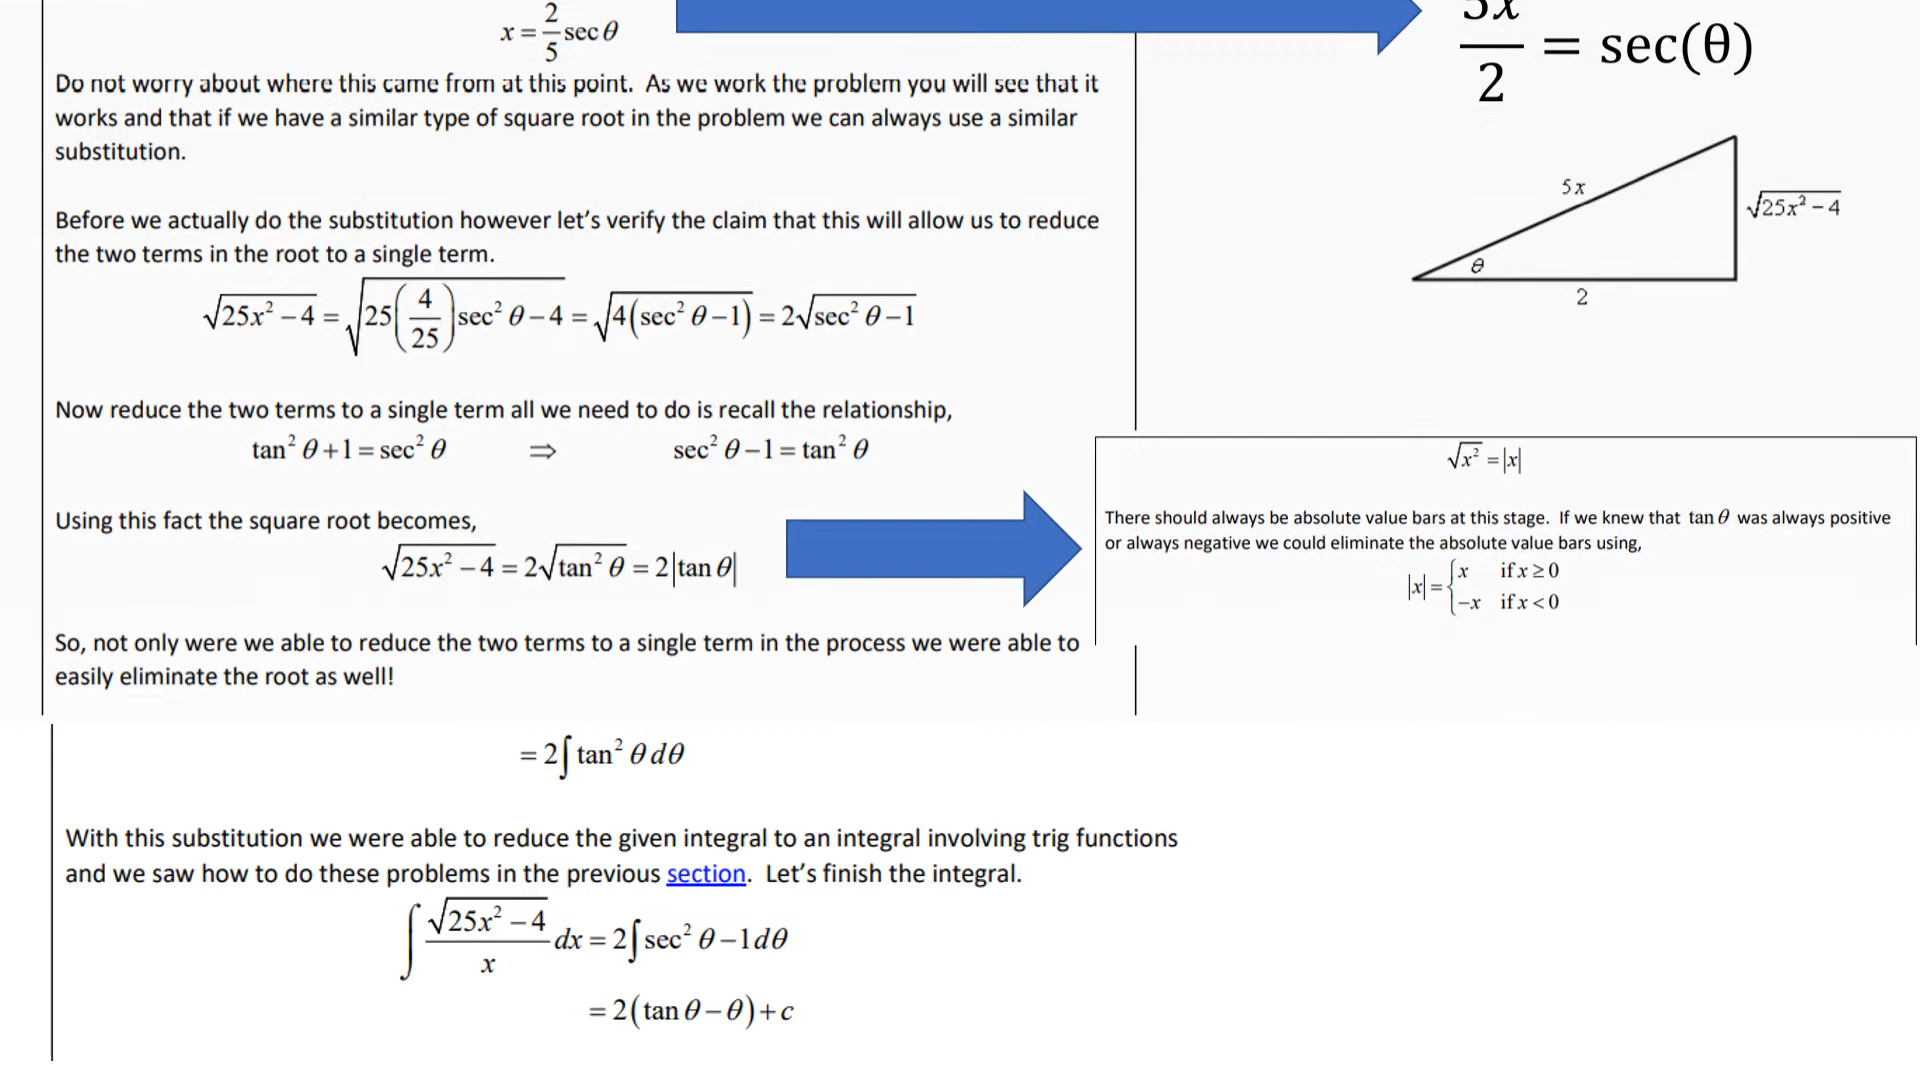 x = 2/5 sec θ
5x/2 = sec(θ)
Do not worry about where this came from at this point. As we work the problem you will see that it
works and that if we have a similar type of square root in the problem we can always use a similar
substitution.
5x
√(25x² − 4)
θ
2
Before we actually do the substitution however let's verify the claim that this will allow us to reduce
the two terms in the root to a single term.
√(25x² − 4) = √(25(4/25)sec² θ − 4) = √(4(sec² θ − 1)) = 2√(sec² θ − 1)
Now reduce the two terms to a single term all we need to do is recall the relationship,
tan² θ + 1 = sec² θ ⇒ sec² θ − 1 = tan² θ
Using this fact the square root becomes,
√(25x² − 4) = 2√(tan² θ) = 2|tan θ|
√(x²) = |x|
There should always be absolute value bars at this stage. If we knew that tan θ was always positive
or always negative we could eliminate the absolute value bars using,
|x| = { x if x ≥ 0
−x if x < 0
So, not only were we able to reduce the two terms to a single term in the process we were able to
easily eliminate the root as well!
= 2∫ tan² θ dθ
With this substitution we were able to reduce the given integral to an integral involving trig functions
and we saw how to do these problems in the previous section. Let's finish the integral.
∫ √(25x² − 4)/x dx = 2∫ sec² θ − 1 dθ
= 2(tan θ − θ) + c